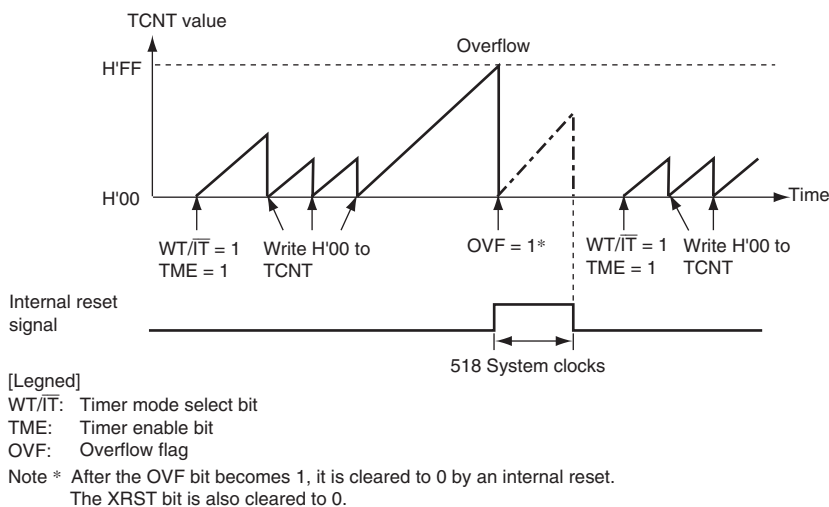 TCNT value
Overflow
H'FF
H'00
Time
WT/I̅T̅ = 1
TME = 1
Write H'00 to
TCNT
OVF = 1*
WT/I̅T̅ = 1
TME = 1
Write H'00 to
TCNT
Internal reset
signal
518 System clocks
[Legned]
WT/I̅T̅: Timer mode select bit
TME: Timer enable bit
OVF: Overflow flag
Note * After the OVF bit becomes 1, it is cleared to 0 by an internal reset.
The XRST bit is also cleared to 0.